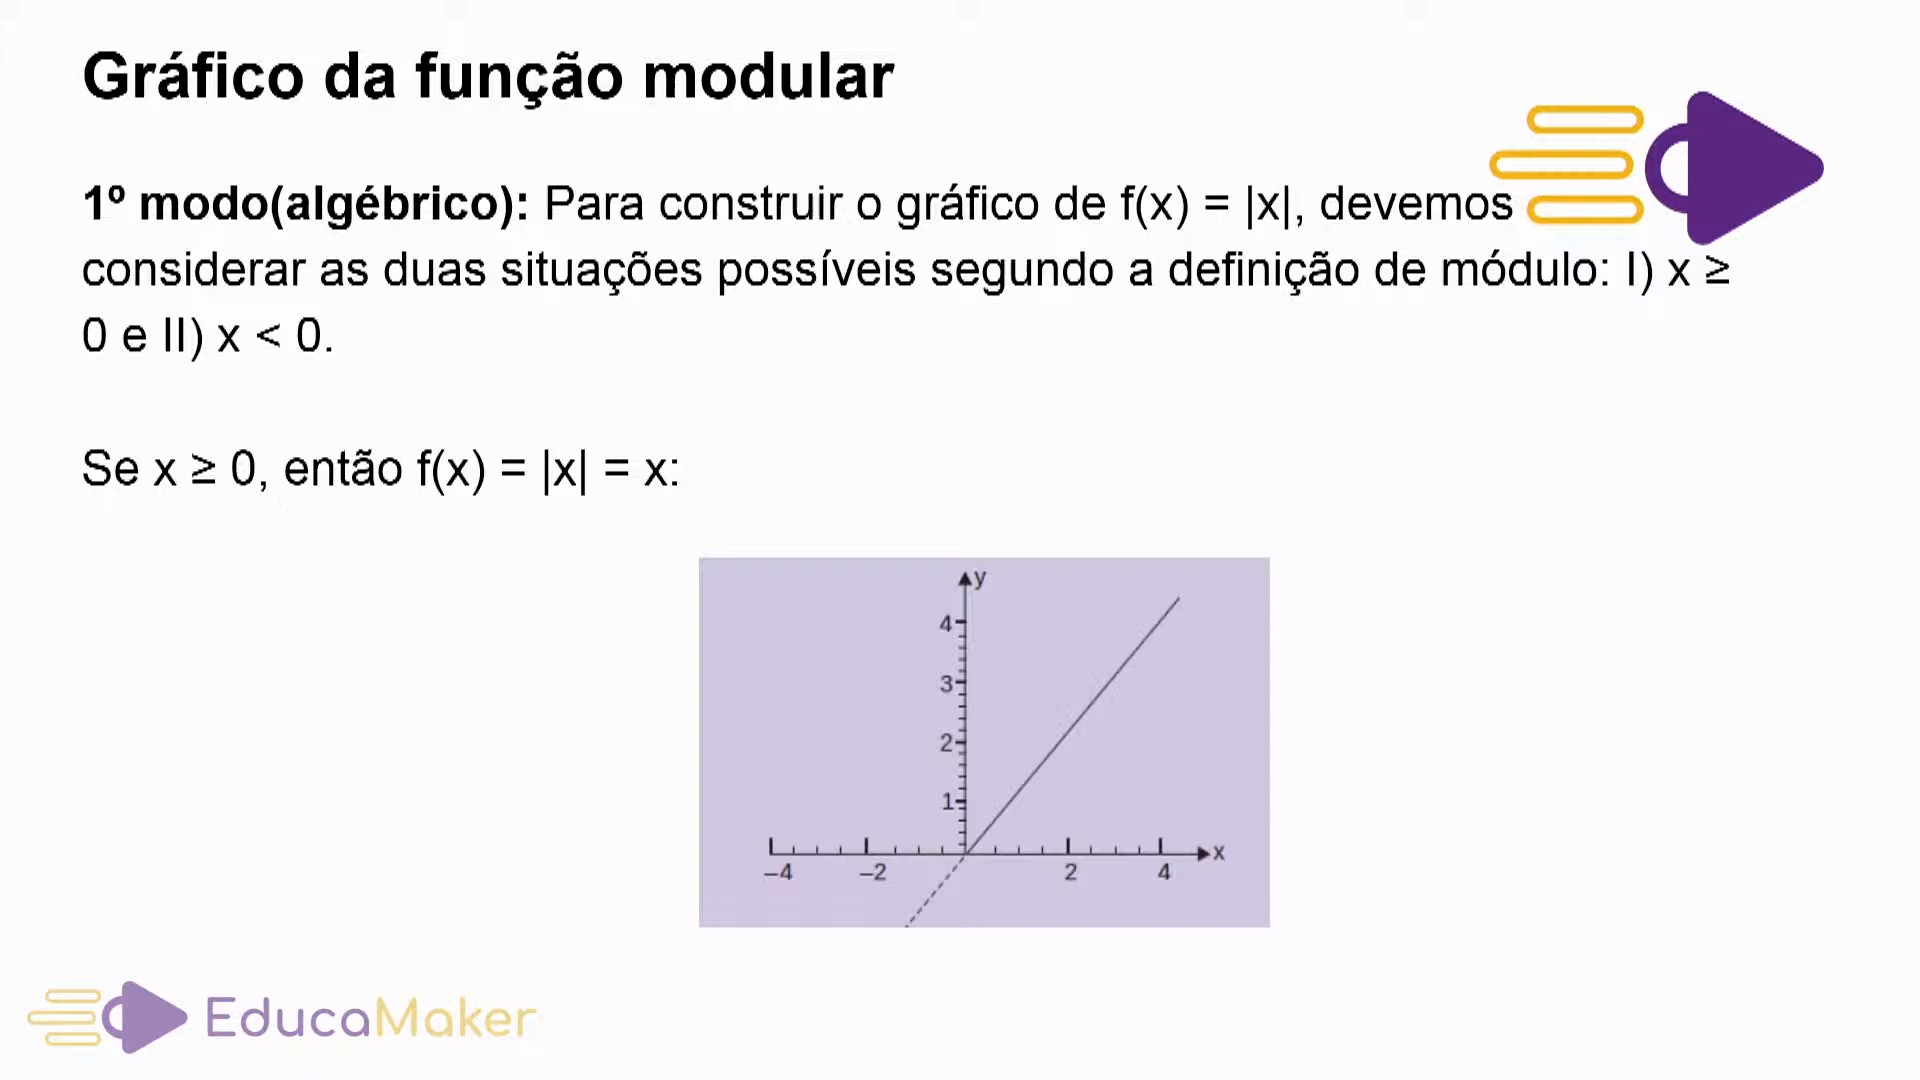 Gráfico da função modular
1º modo(algébrico): Para construir o gráfico de f(x) = |x|, devemos
considerar as duas situações possíveis segundo a definição de módulo: I) x ≥
0 e II) x < 0.
Se x ≥ 0, então f(x) = |x| = x:
y
4
3
2
1
x
–4
–2
2
4
EducaMaker